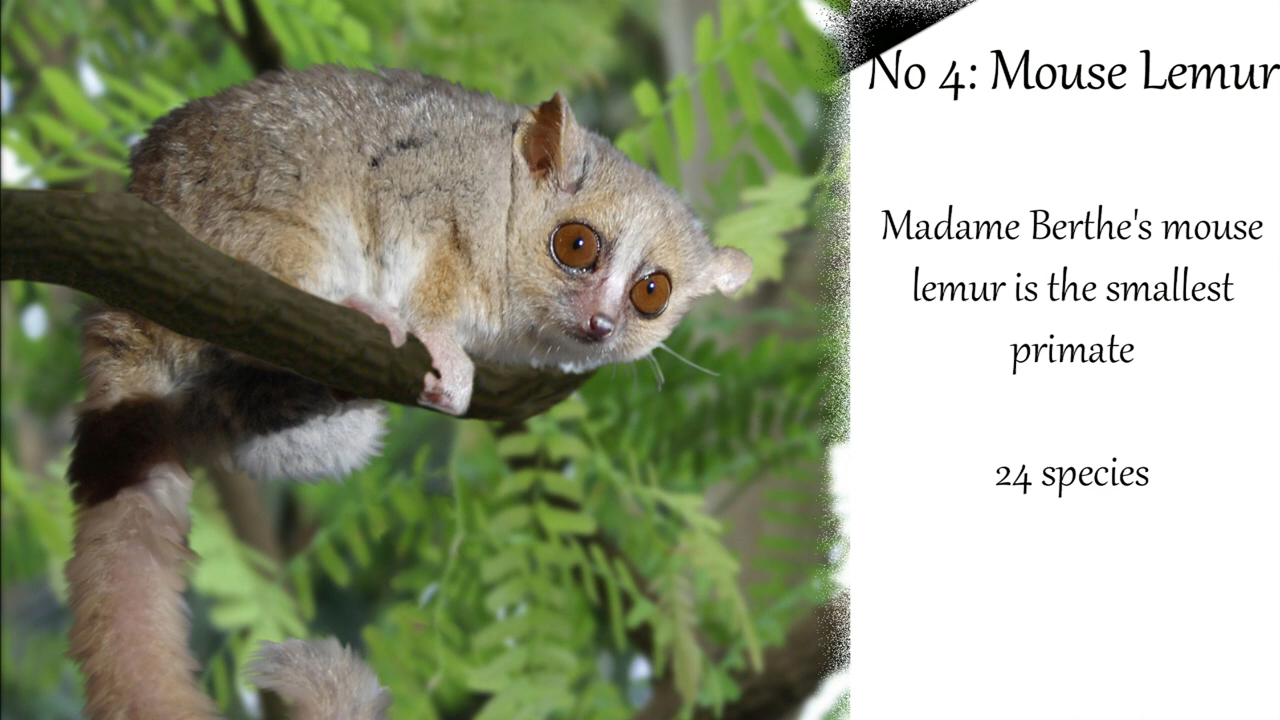 No 4: Mouse Lemur
Madame Berthe's mouse
lemur is the smallest
primate
24 species